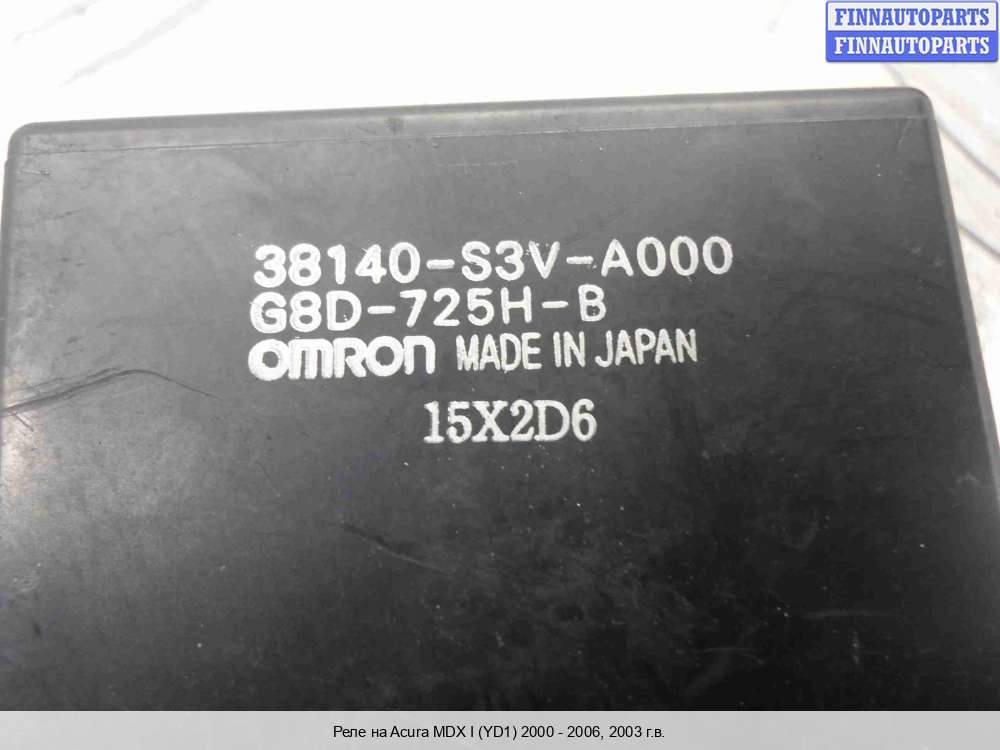 FINNAUTOPARTS
FINNAUTOPARTS
38140-S3V-A000
G8D-725H-B
OMRON MADE IN JAPAN
15X2D6
Реле на Acura MDX I (YD1) 2000 - 2006, 2003 г.в.